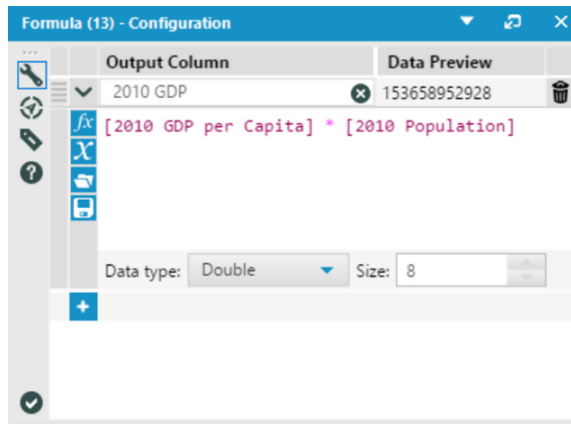 Formula (13) - Configuration
Output Column Data Preview
2010 GDP 153658952928
fx [2010 GDP per Capita] * [2010 Population]
X
Data type: Double Size: 8